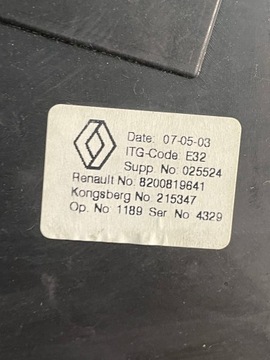 Date: 07-05-03
ITG-Code: E32
Supp. No: 025524
Renault No: 8200819641
Kongsberg No: 215347
Op. No: 1189 Ser No: 4329